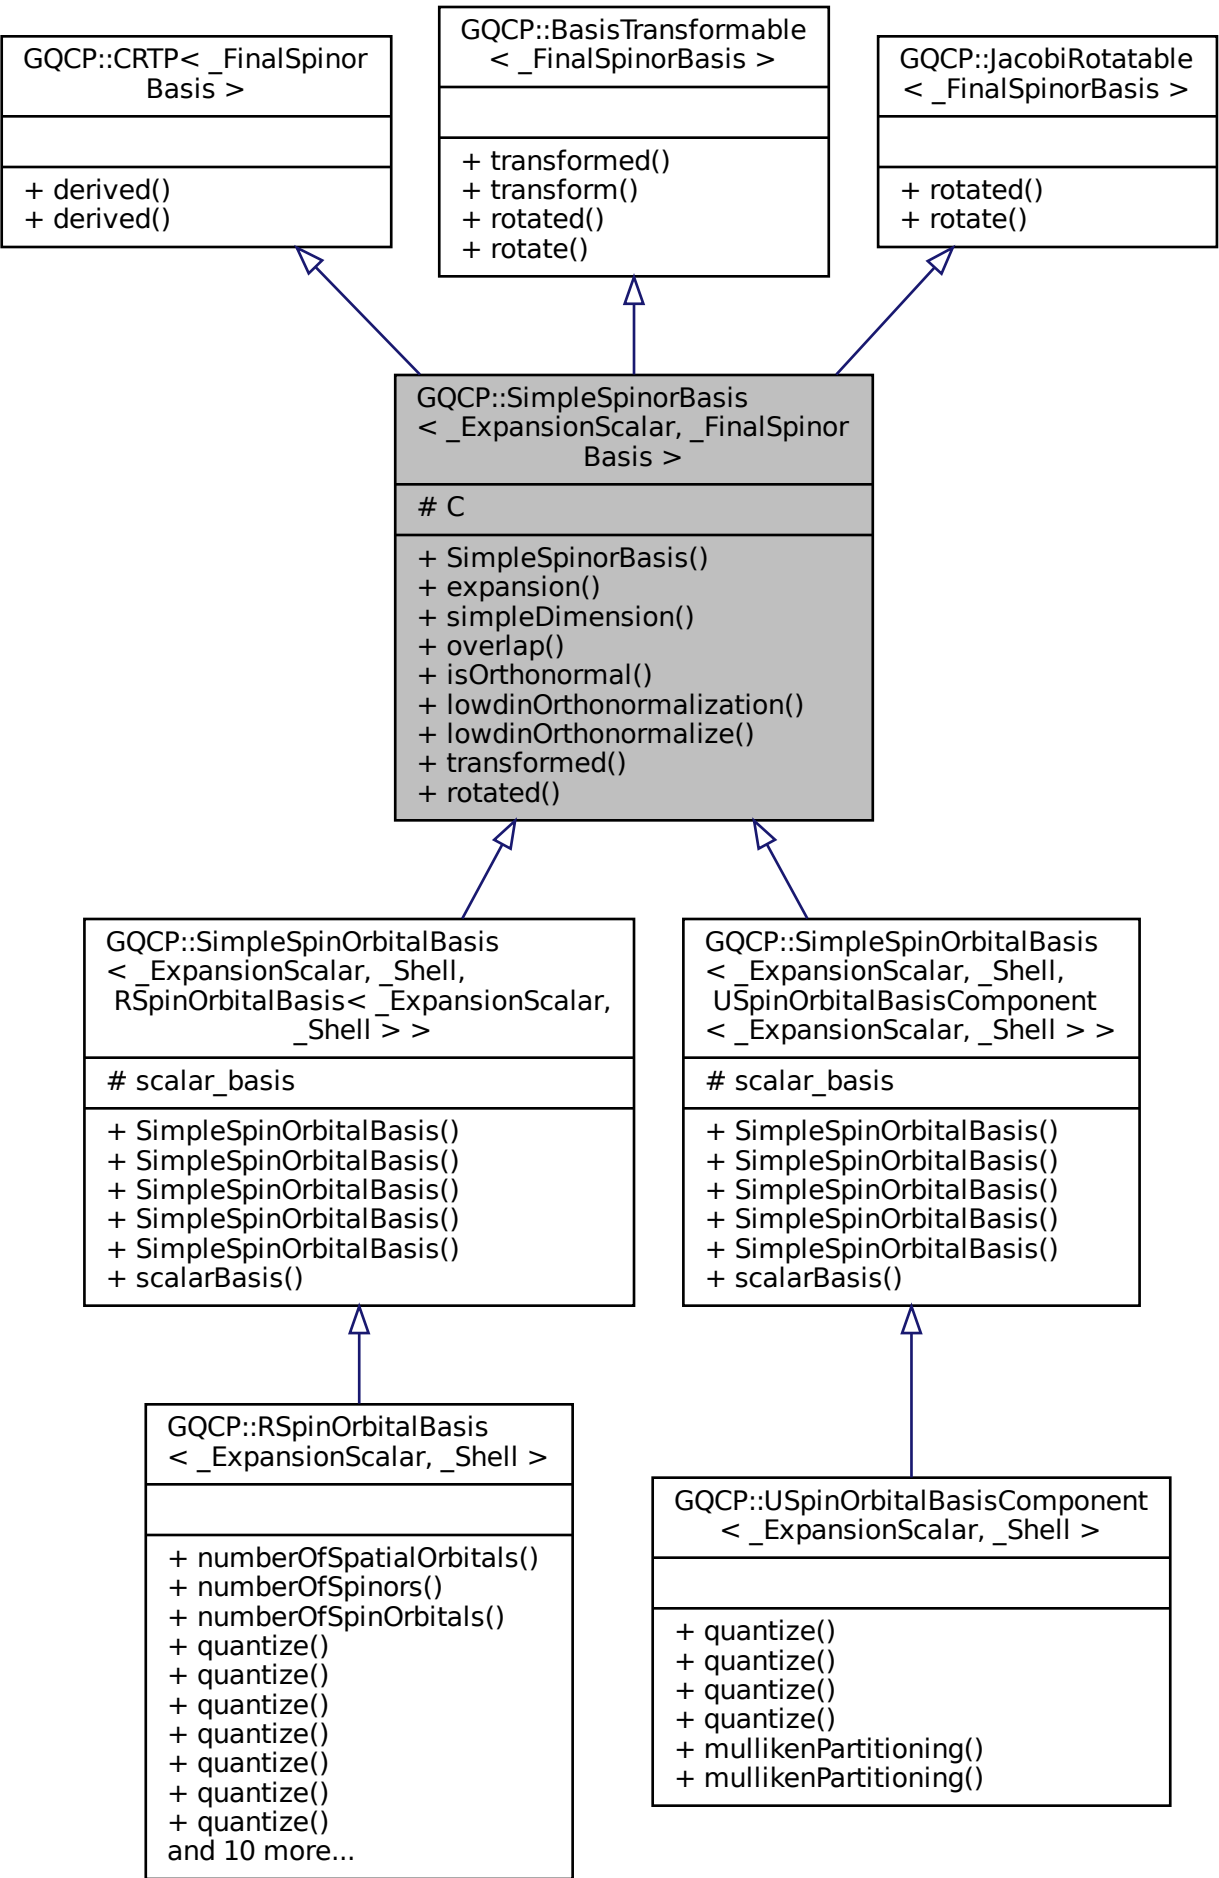 GQCP::CRTP< _FinalSpinor
Basis >
+ derived()
+ derived()
GQCP::BasisTransformable
< _FinalSpinorBasis >
+ transformed()
+ transform()
+ rotated()
+ rotate()
GQCP::JacobiRotatable
< _FinalSpinorBasis >
+ rotated()
+ rotate()
GQCP::SimpleSpinorBasis
< _ExpansionScalar, _FinalSpinor
Basis >
# C
+ SimpleSpinorBasis()
+ expansion()
+ simpleDimension()
+ overlap()
+ isOrthonormal()
+ lowdinOrthonormalization()
+ lowdinOrthonormalize()
+ transformed()
+ rotated()
GQCP::SimpleSpinOrbitalBasis
< _ExpansionScalar, _Shell,
RSpinOrbitalBasis< _ExpansionScalar,
_Shell > >
# scalar_basis
+ SimpleSpinOrbitalBasis()
+ SimpleSpinOrbitalBasis()
+ SimpleSpinOrbitalBasis()
+ SimpleSpinOrbitalBasis()
+ SimpleSpinOrbitalBasis()
+ scalarBasis()
GQCP::SimpleSpinOrbitalBasis
< _ExpansionScalar, _Shell,
USpinOrbitalBasisComponent
< _ExpansionScalar, _Shell > >
# scalar_basis
+ SimpleSpinOrbitalBasis()
+ SimpleSpinOrbitalBasis()
+ SimpleSpinOrbitalBasis()
+ SimpleSpinOrbitalBasis()
+ SimpleSpinOrbitalBasis()
+ scalarBasis()
GQCP::RSpinOrbitalBasis
< _ExpansionScalar, _Shell >
+ numberOfSpatialOrbitals()
+ numberOfSpinors()
+ numberOfSpinOrbitals()
+ quantize()
+ quantize()
+ quantize()
+ quantize()
+ quantize()
+ quantize()
+ quantize()
and 10 more...
GQCP::USpinOrbitalBasisComponent
< _ExpansionScalar, _Shell >
+ quantize()
+ quantize()
+ quantize()
+ quantize()
+ mullikenPartitioning()
+ mullikenPartitioning()